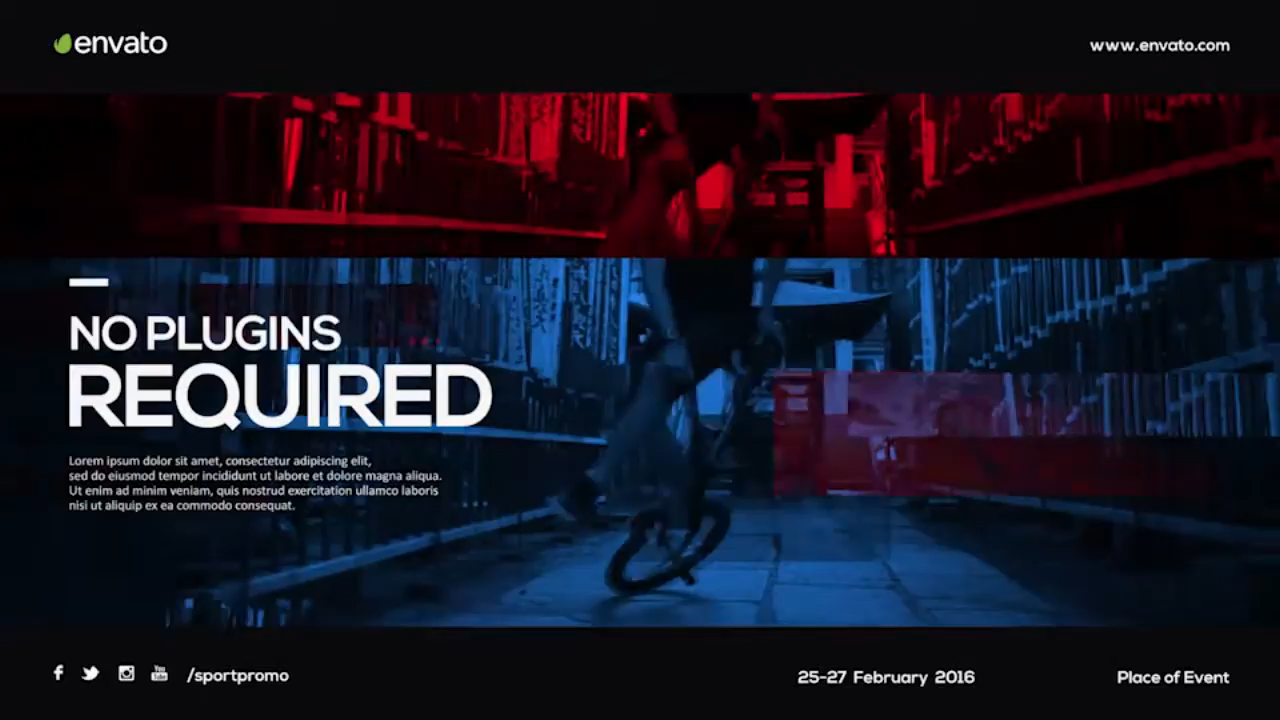 envato
www.envato.com
NO PLUGINS
REQUIRED
Lorem ipsum dolor sit amet, consectetur adipiscing elit,
sed do eiusmod tempor incididunt ut labore et dolore magna aliqua.
Ut enim ad minim veniam, quis nostrud exercitation ullamco laboris
nisi ut aliquip ex ea commodo consequat.
You Tube /sportpromo
25-27 February 2016
Place of Event